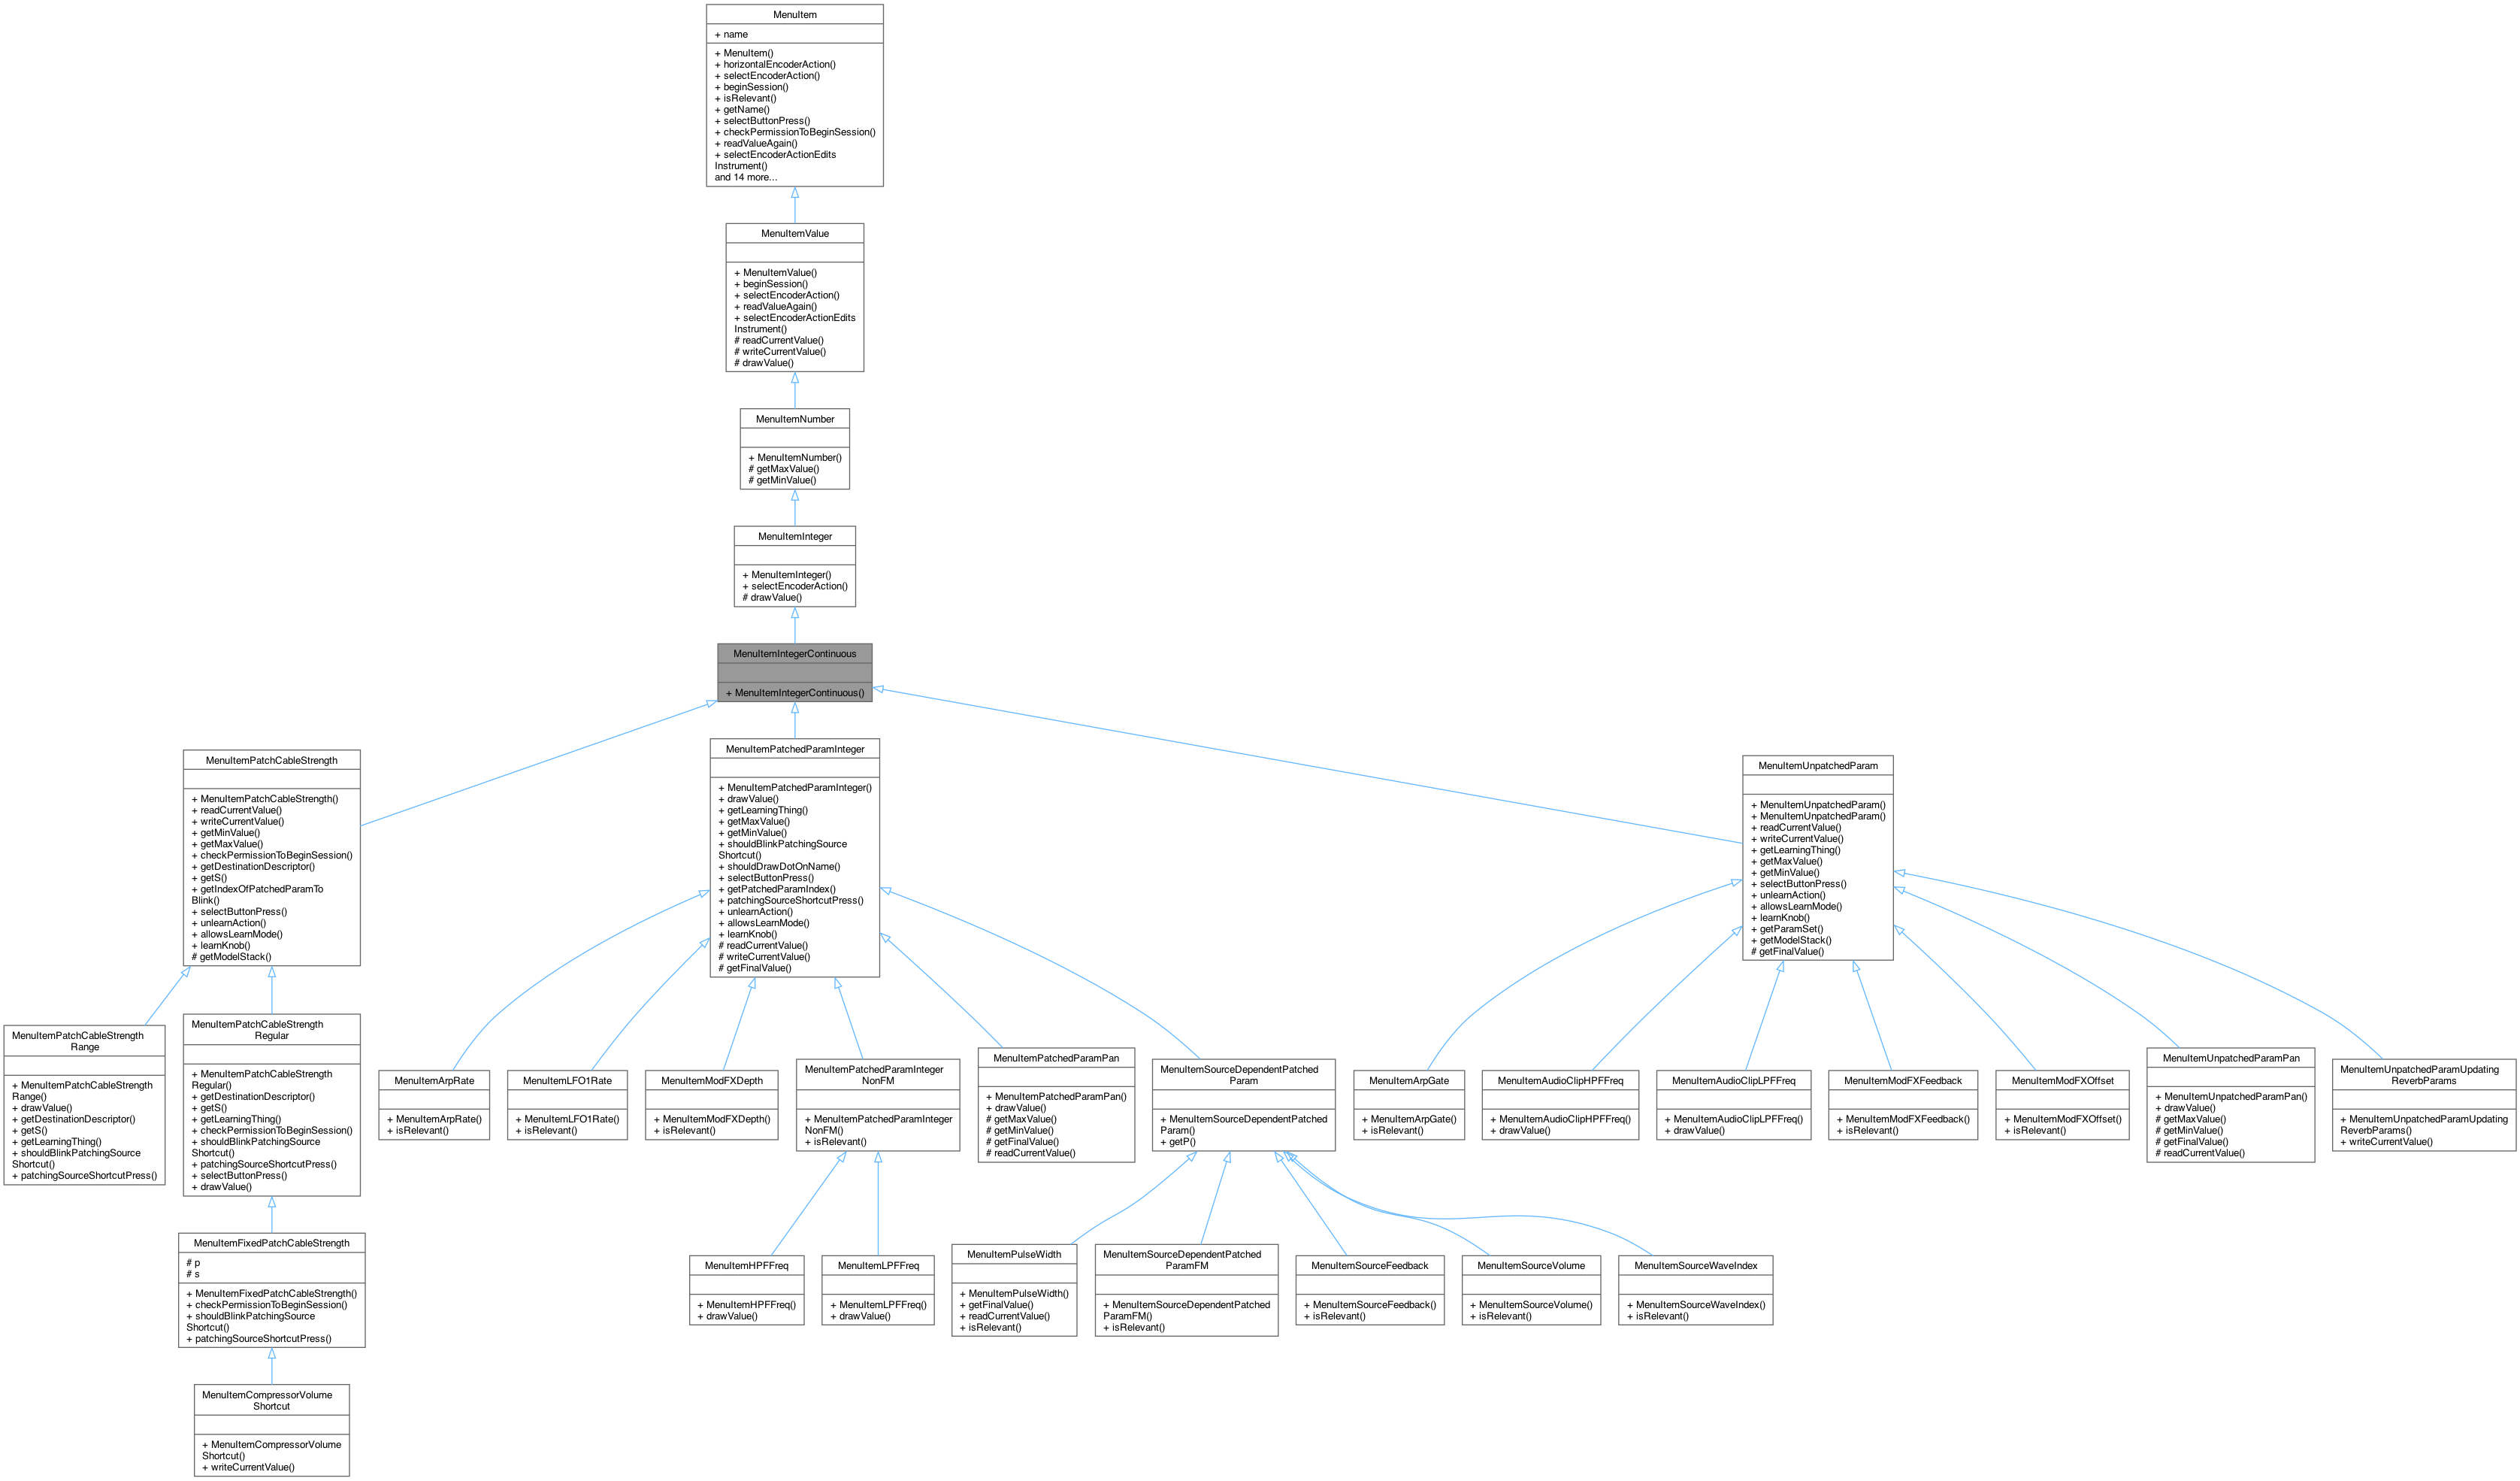 MenuItem
+ name
+ MenuItem()
+ horizontalEncoderAction()
+ selectEncoderAction()
+ beginSession()
+ isRelevant()
+ getName()
+ selectButtonPress()
+ checkPermissionToBeginSession()
+ readValueAgain()
+ selectEncoderActionEdits
Instrument()
and 14 more...
MenuItemValue
+ MenuItemValue()
+ beginSession()
+ selectEncoderAction()
+ readValueAgain()
+ selectEncoderActionEdits
Instrument()
# readCurrentValue()
# writeCurrentValue()
# drawValue()
MenuItemNumber
+ MenuItemNumber()
# getMaxValue()
# getMinValue()
MenuItemInteger
+ MenuItemInteger()
+ selectEncoderAction()
# drawValue()
MenuItemIntegerContinuous
+ MenuItemIntegerContinuous()
MenuItemPatchCableStrength
+ MenuItemPatchCableStrength()
+ readCurrentValue()
+ writeCurrentValue()
+ getMinValue()
+ getMaxValue()
+ checkPermissionToBeginSession()
+ getDestinationDescriptor()
+ getS()
+ getIndexOfPatchedParamTo
Blink()
+ selectButtonPress()
+ unlearnAction()
+ allowsLearnMode()
+ learnKnob()
# getModelStack()
MenuItemPatchedParamInteger
+ MenuItemPatchedParamInteger()
+ drawValue()
+ getLearningThing()
+ getMaxValue()
+ getMinValue()
+ shouldBlinkPatchingSource
Shortcut()
+ shouldDrawDotOnName()
+ selectButtonPress()
+ getPatchedParamIndex()
+ patchingSourceShortcutPress()
+ unlearnAction()
+ allowsLearnMode()
+ learnKnob()
# readCurrentValue()
# writeCurrentValue()
# getFinalValue()
MenuItemUnpatchedParam
+ MenuItemUnpatchedParam()
+ MenuItemUnpatchedParam()
+ readCurrentValue()
+ writeCurrentValue()
+ getLearningThing()
+ getMaxValue()
+ getMinValue()
+ selectButtonPress()
+ unlearnAction()
+ allowsLearnMode()
+ learnKnob()
+ getParamSet()
+ getModelStack()
# getFinalValue()
MenuItemPatchCableStrength
Range
+ MenuItemPatchCableStrength
Range()
+ drawValue()
+ getDestinationDescriptor()
+ getS()
+ getLearningThing()
+ shouldBlinkPatchingSource
Shortcut()
+ patchingSourceShortcutPress()
MenuItemPatchCableStrength
Regular
+ MenuItemPatchCableStrength
Regular()
+ getDestinationDescriptor()
+ getS()
+ getLearningThing()
+ checkPermissionToBeginSession()
+ shouldBlinkPatchingSource
Shortcut()
+ patchingSourceShortcutPress()
+ selectButtonPress()
+ drawValue()
MenuItemArpRate
+ MenuItemArpRate()
+ isRelevant()
MenuItemLFO1Rate
+ MenuItemLFO1Rate()
+ isRelevant()
MenuItemModFXDepth
+ MenuItemModFXDepth()
+ isRelevant()
MenuItemPatchedParamInteger
NonFM
+ MenuItemPatchedParamInteger
NonFM()
+ isRelevant()
MenuItemPatchedParamPan
+ MenuItemPatchedParamPan()
+ drawValue()
# getMaxValue()
# getMinValue()
# getFinalValue()
# readCurrentValue()
MenuItemSourceDependentPatched
Param
+ MenuItemSourceDependentPatched
Param()
+ getP()
MenuItemArpGate
+ MenuItemArpGate()
+ isRelevant()
MenuItemAudioClipHPFFreq
+ MenuItemAudioClipHPFFreq()
+ drawValue()
MenuItemAudioClipLPFFreq
+ MenuItemAudioClipLPFFreq()
+ drawValue()
MenuItemModFXFeedback
+ MenuItemModFXFeedback()
+ isRelevant()
MenuItemModFXOffset
+ MenuItemModFXOffset()
+ isRelevant()
MenuItemUnpatchedParamPan
+ MenuItemUnpatchedParamPan()
+ drawValue()
# getMaxValue()
# getMinValue()
# getFinalValue()
# readCurrentValue()
MenuItemUnpatchedParamUpdating
ReverbParams
+ MenuItemUnpatchedParamUpdating
ReverbParams()
+ writeCurrentValue()
MenuItemFixedPatchCableStrength
# p
# s
+ MenuItemFixedPatchCableStrength()
+ checkPermissionToBeginSession()
+ shouldBlinkPatchingSource
Shortcut()
+ patchingSourceShortcutPress()
MenuItemHPFFreq
+ MenuItemHPFFreq()
+ drawValue()
MenuItemLPFFreq
+ MenuItemLPFFreq()
+ drawValue()
MenuItemPulseWidth
+ MenuItemPulseWidth()
+ getFinalValue()
+ readCurrentValue()
+ isRelevant()
MenuItemSourceDependentPatched
ParamFM
+ MenuItemSourceDependentPatched
ParamFM()
+ isRelevant()
MenuItemSourceFeedback
+ MenuItemSourceFeedback()
+ isRelevant()
MenuItemSourceVolume
+ MenuItemSourceVolume()
+ isRelevant()
MenuItemSourceWaveIndex
+ MenuItemSourceWaveIndex()
+ isRelevant()
MenuItemCompressorVolume
Shortcut
+ MenuItemCompressorVolume
Shortcut()
+ writeCurrentValue()